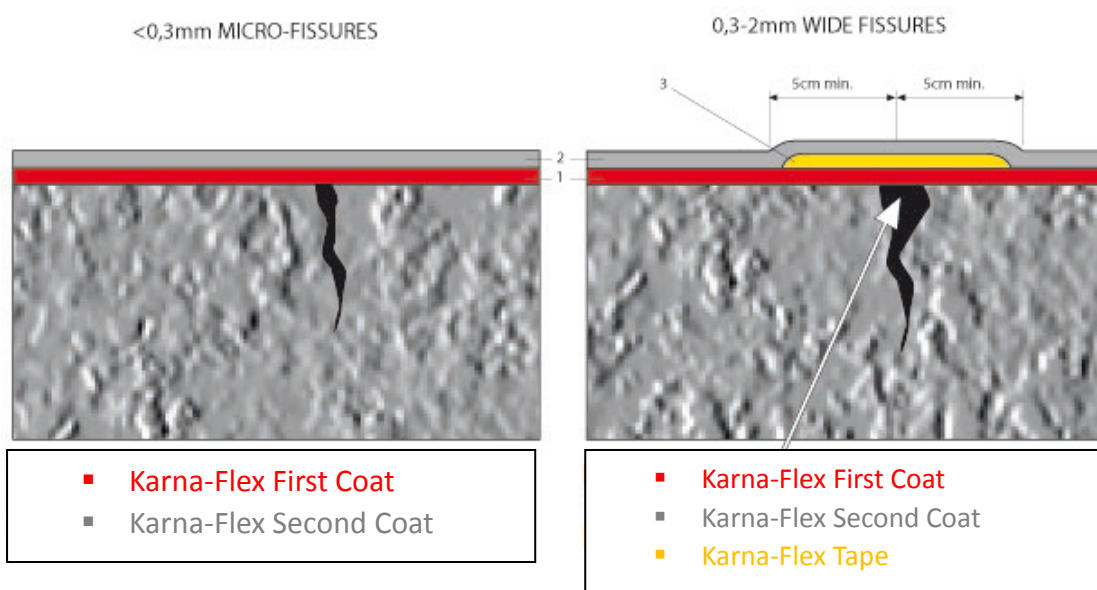 <0,3mm MICRO-FISSURES
0,3-2mm WIDE FISSURES
3
5cm min.
5cm min.
2
1
Karna-Flex First Coat
Karna-Flex Second Coat
Karna-Flex First Coat
Karna-Flex Second Coat
Karna-Flex Tape